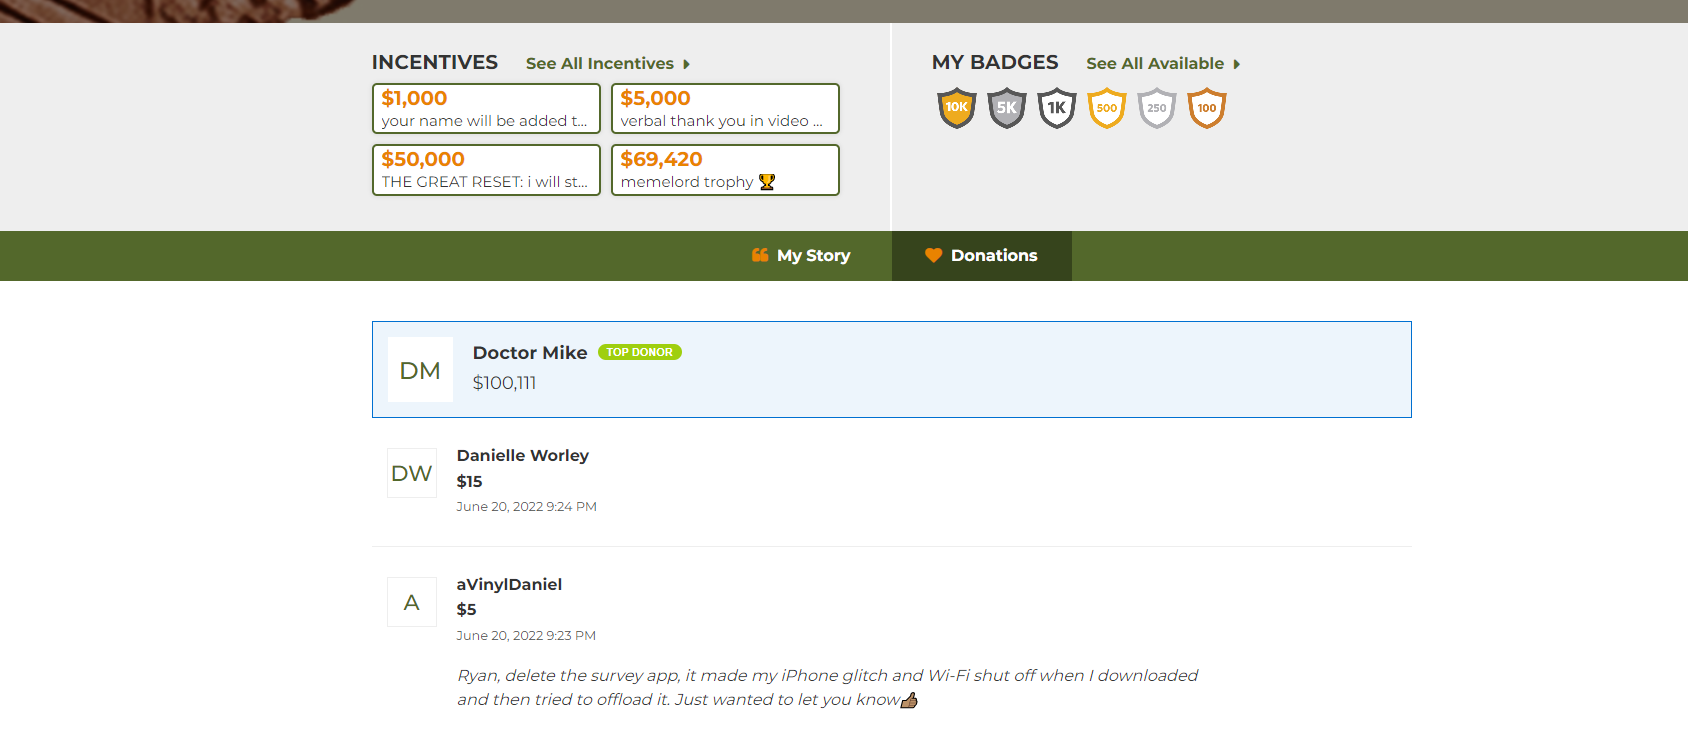 INCENTIVES See All Incentives
$1,000
your name will be added t...
$5,000
verbal thank you in video ...
$50,000
THE GREAT RESET: i will st...
$69,420
memelord trophy 🏆
MY BADGES See All Available
10K 5K 1K 500 250 100
My Story Donations
DM
Doctor Mike TOP DONOR
$100,111
DW
Danielle Worley
$15
June 20, 2022 9:24 PM
A
aVinylDaniel
$5
June 20, 2022 9:23 PM
Ryan, delete the survey app, it made my iPhone glitch and Wi-Fi shut off when I downloaded
and then tried to offload it. Just wanted to let you know👍🏽